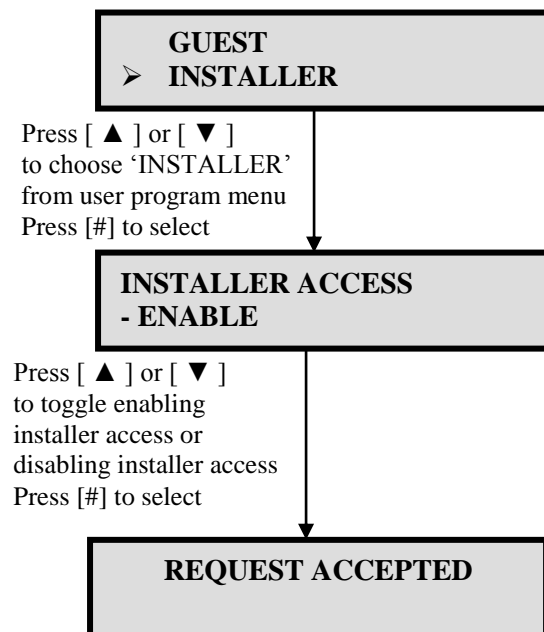 GUEST
➢ INSTALLER
Press [ ▲ ] or [ ▼ ]
to choose ‘INSTALLER’
from user program menu
Press [#] to select
INSTALLER ACCESS
- ENABLE
Press [ ▲ ] or [ ▼ ]
to toggle enabling
installer access or
disabling installer access
Press [#] to select
REQUEST ACCEPTED